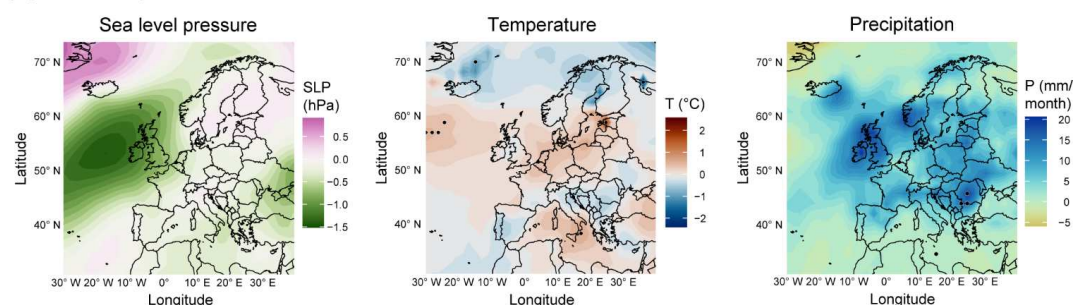 Sea level pressure
Temperature
Precipitation
70° N
60° N
50° N
40° N
Latitude
30° W 20° W 10° W 0° 10° E 20° E 30° E
Longitude
SLP
(hPa)
0.5
0.0
−0.5
−1.0
−1.5
70° N
60° N
50° N
40° N
Latitude
30° W 20° W 10° W 0° 10° E 20° E 30° E
Longitude
T (°C)
2
1
0
−1
−2
70° N
60° N
50° N
40° N
Latitude
30° W 20° W 10° W 0° 10° E 20° E 30° E
Longitude
P (mm/
month)
20
15
10
5
0
−5